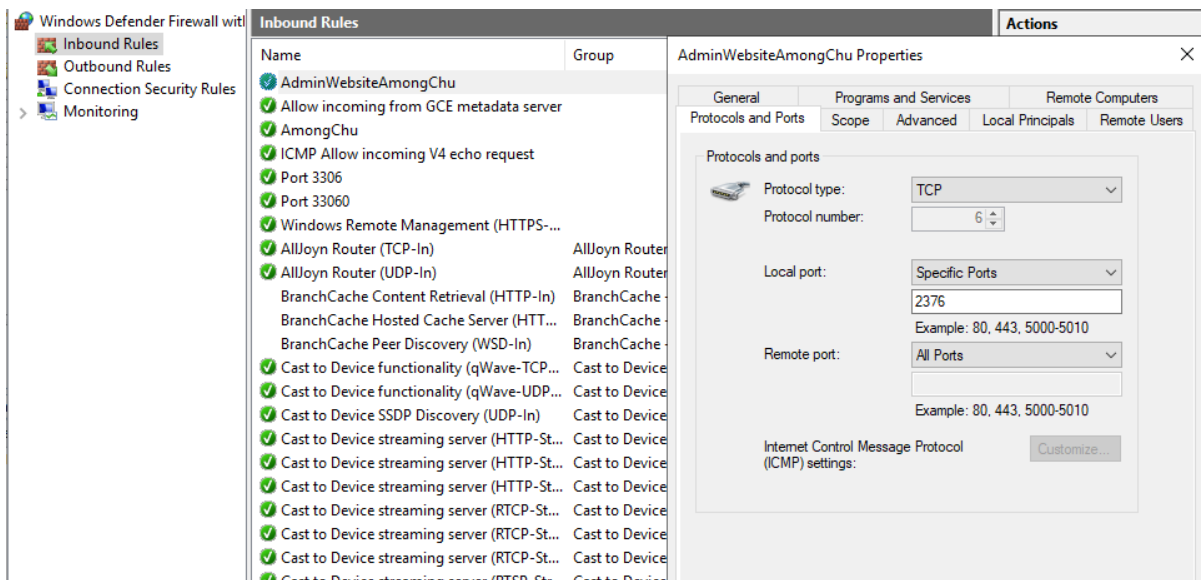 Windows Defender Firewall witl
Inbound Rules
Outbound Rules
Connection Security Rules
Monitoring
Inbound Rules
Name Group
AdminWebsiteAmongChu
Allow incoming from GCE metadata server
AmongChu
ICMP Allow incoming V4 echo request
Port 3306
Port 33060
Windows Remote Management (HTTPS-...
AllJoyn Router (TCP-In) AllJoyn Router
AllJoyn Router (UDP-In) AllJoyn Router
BranchCache Content Retrieval (HTTP-In) BranchCache -
BranchCache Hosted Cache Server (HTT... BranchCache -
BranchCache Peer Discovery (WSD-In) BranchCache -
Cast to Device functionality (qWave-TCP... Cast to Device
Cast to Device functionality (qWave-UDP... Cast to Device
Cast to Device SSDP Discovery (UDP-In) Cast to Device
Cast to Device streaming server (HTTP-St... Cast to Device
Cast to Device streaming server (HTTP-St... Cast to Device
Cast to Device streaming server (HTTP-St... Cast to Device
Cast to Device streaming server (RTCP-St... Cast to Device
Cast to Device streaming server (RTCP-St... Cast to Device
Cast to Device streaming server (RTCP-St... Cast to Device
Cast to Device streaming server (RTSP-Str... Cast to Device
Actions
AdminWebsiteAmongChu Properties
General Programs and Services Remote Computers
Protocols and Ports Scope Advanced Local Principals Remote Users
Protocols and ports
Protocol type: TCP
Protocol number: 6
Local port: Specific Ports
2376
Example: 80, 443, 5000-5010
Remote port: All Ports
Example: 80, 443, 5000-5010
Internet Control Message Protocol
(ICMP) settings: Customize...